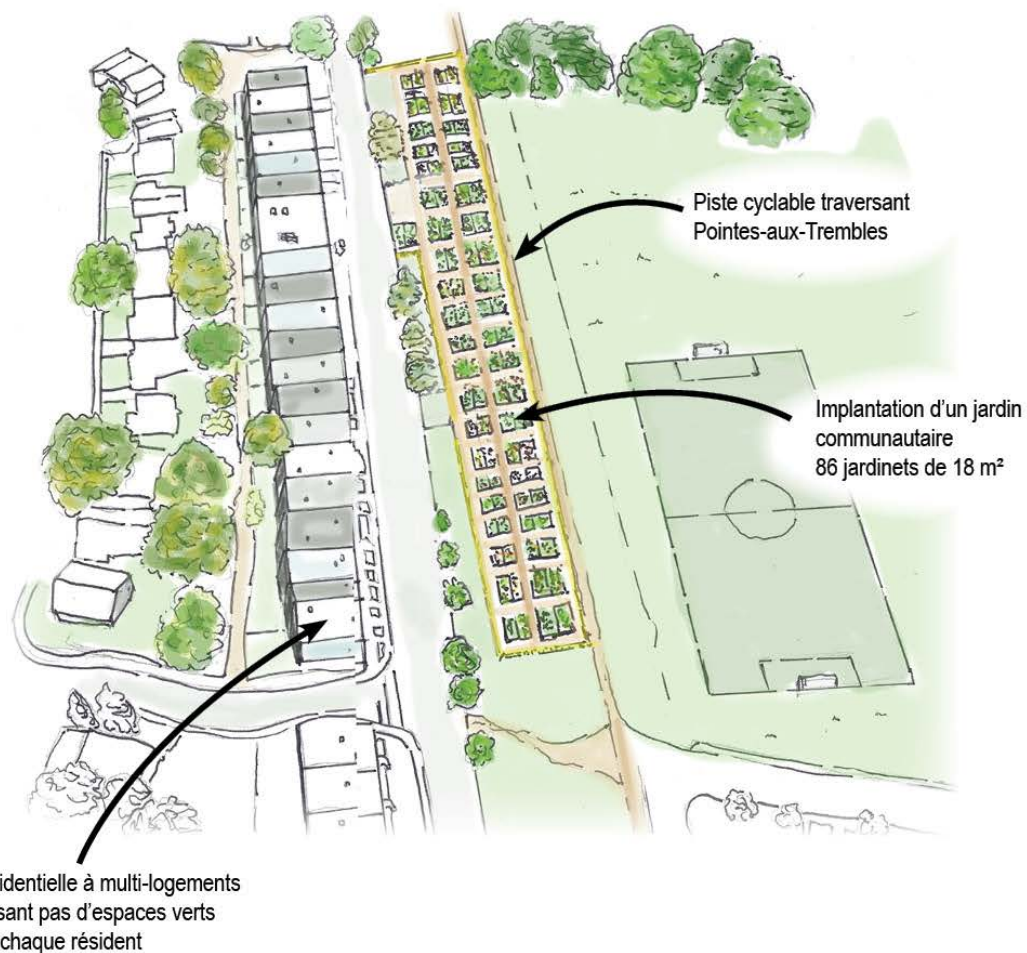 Piste cyclable traversant
Pointes-aux-Trembles
Implantation d'un jardin
communautaire
86 jardinets de 18 m²
identielle à multi-logements
sant pas d'espaces verts
chaque résident